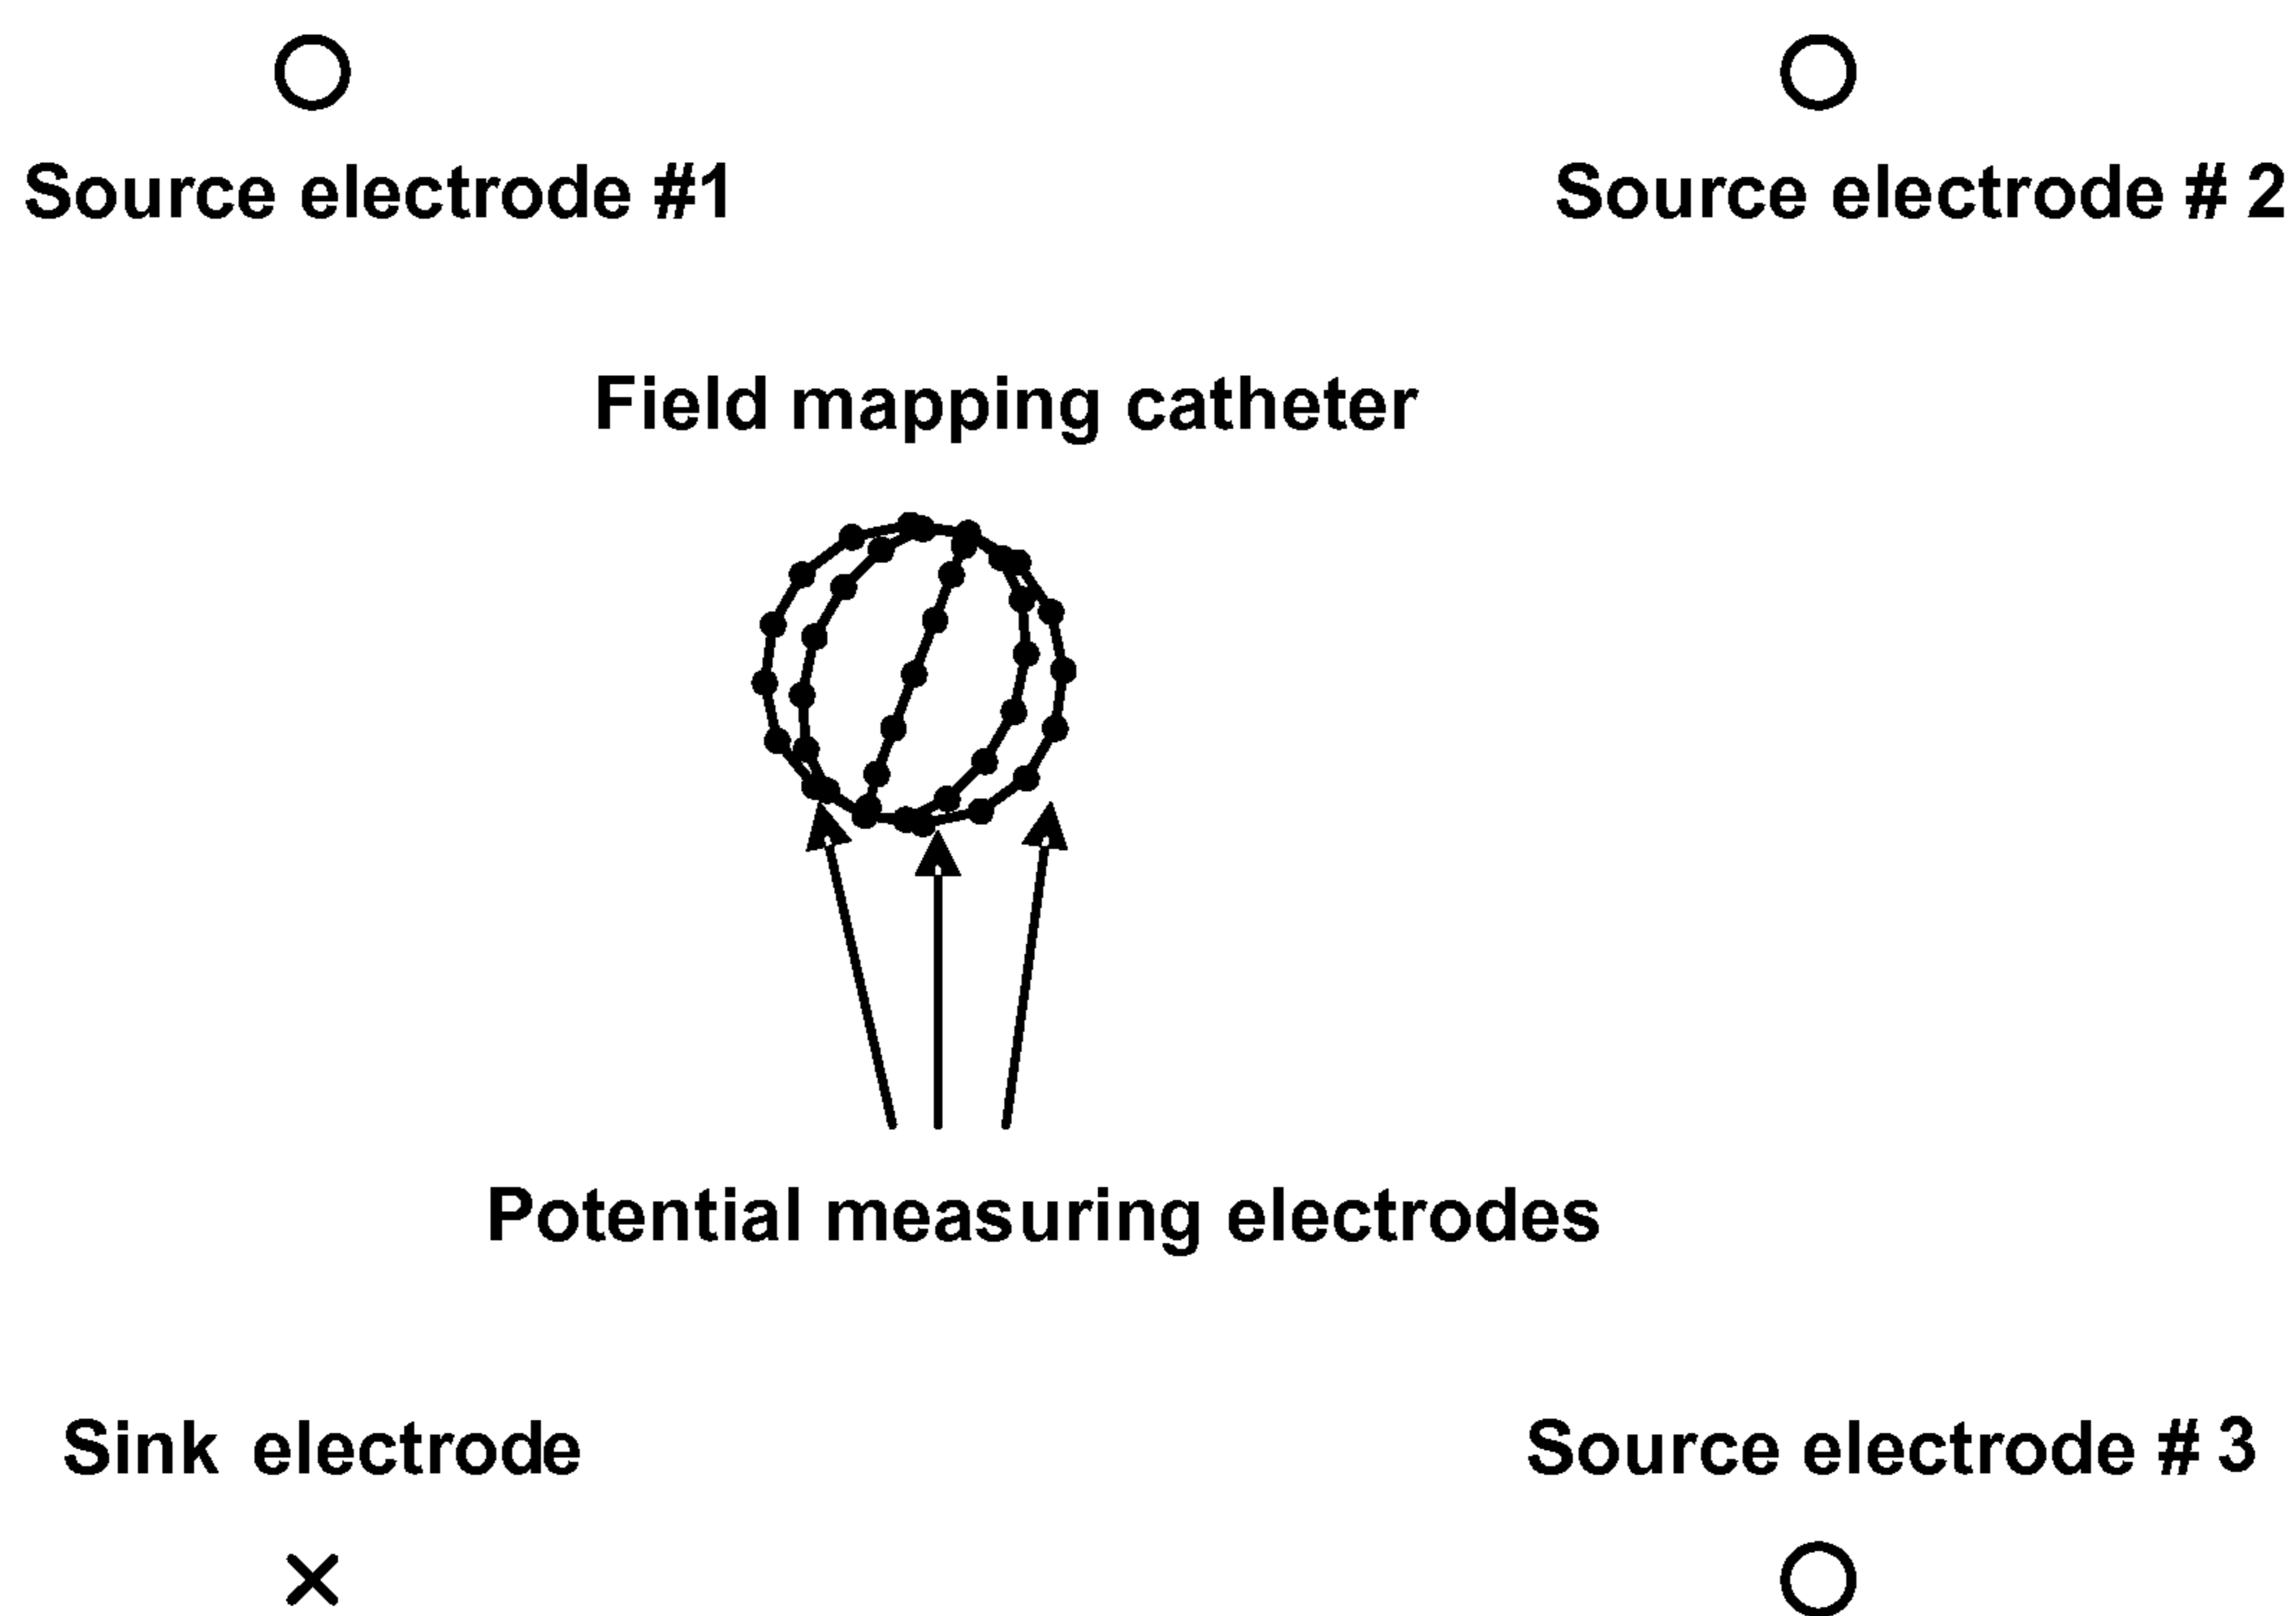 Source electrode #1
Source electrode # 2
Field mapping catheter
Potential measuring electrodes
Sink electrode
Source electrode # 3